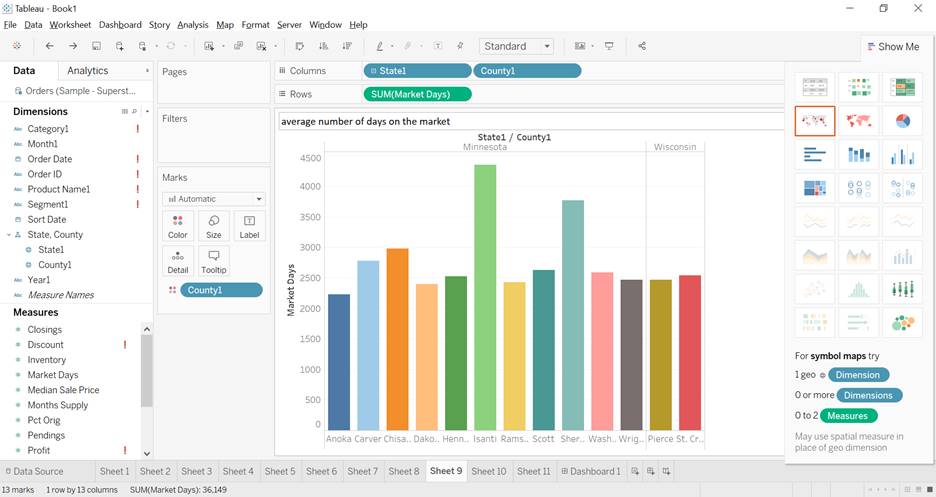 Tableau - Book1
File Data Worksheet Dashboard Story Analysis Map Format Server Window Help
Standard
Show Me
Data Analytics
Orders (Sample - Superst...
Dimensions
Abc Category1 !
Abc Month1
Order Date !
Abc Order ID !
Abc Product Name1 !
Abc Segment1 !
Sort Date
State, County
State1
County1
Abc Year1
Abc Measure Names
Measures
Closings
Discount !
Inventory
Market Days
Median Sale Price
Months Supply
Pct Orig
Pendings
Profit !
Pages
Filters
Marks
Automatic
Color Size Label
Detail Tooltip
County1
Columns State1 County1
Rows SUM(Market Days)
average number of days on the market
State1 / County1
Minnesota Wisconsin
Market Days
4500
4000
3500
3000
2500
2000
1500
1000
500
0
Anoka Carver Chisa.. Dako.. Henn.. Isanti Rams.. Scott Sher.. Wash.. Wrig.. Pierce St. Cr..
For symbol maps try
1 geo Dimension
0 or more Dimensions
0 to 2 Measures
May use spatial measure in
place of geo dimension
Data Source Sheet 1 Sheet 2 Sheet 3 Sheet 4 Sheet 5 Sheet 6 Sheet 7 Sheet 8 Sheet 9 Sheet 10 Sheet 11 Dashboard 1
13 marks 1 row by 13 columns SUM(Market Days): 36,149